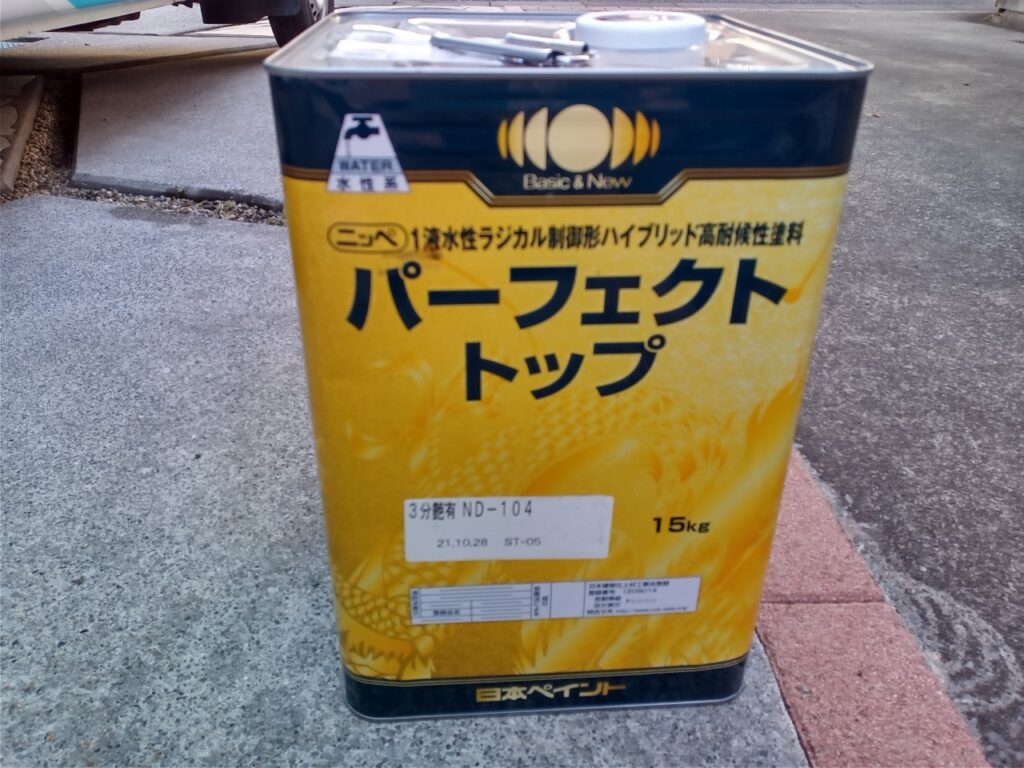 WATER
水性系
Basic & New
ニッペ 1液水性ラジカル制御形ハイブリッド高耐候性塗料
パーフェクト
トップ
3分艶有 ND-104
21,10,28 ST-05
15kg
日本ペイント